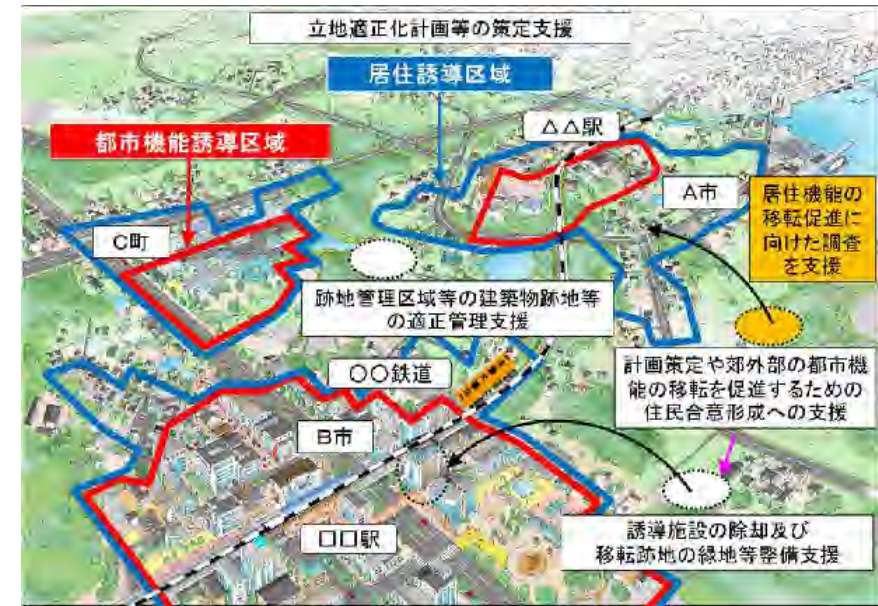 立地適正化計画等の策定支援
居住誘導区域
△△駅
都市機能誘導区域
A市
居住機能の
移転促進に
向けた調査
を支援
C町
跡地管理区域等の建築物跡地等
の適正管理支援
○○鉄道
計画策定や郊外部の都市機
能の移転を促進するための
住民合意形成への支援
B市
□□駅
誘導施設の除却及び
移転跡地の緑地等整備支援